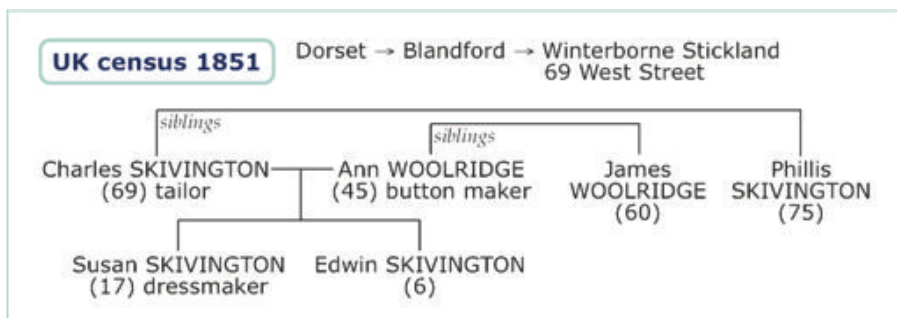 UK census 1851
Dorset → Blandford → Winterborne Stickland
69 West Street
siblings
siblings
Charles SKIVINGTON
(69) tailor
Ann WOOLRIDGE
(45) button maker
James
WOOLRIDGE
(60)
Phillis
SKIVINGTON
(75)
Susan SKIVINGTON
(17) dressmaker
Edwin SKIVINGTON
(6)